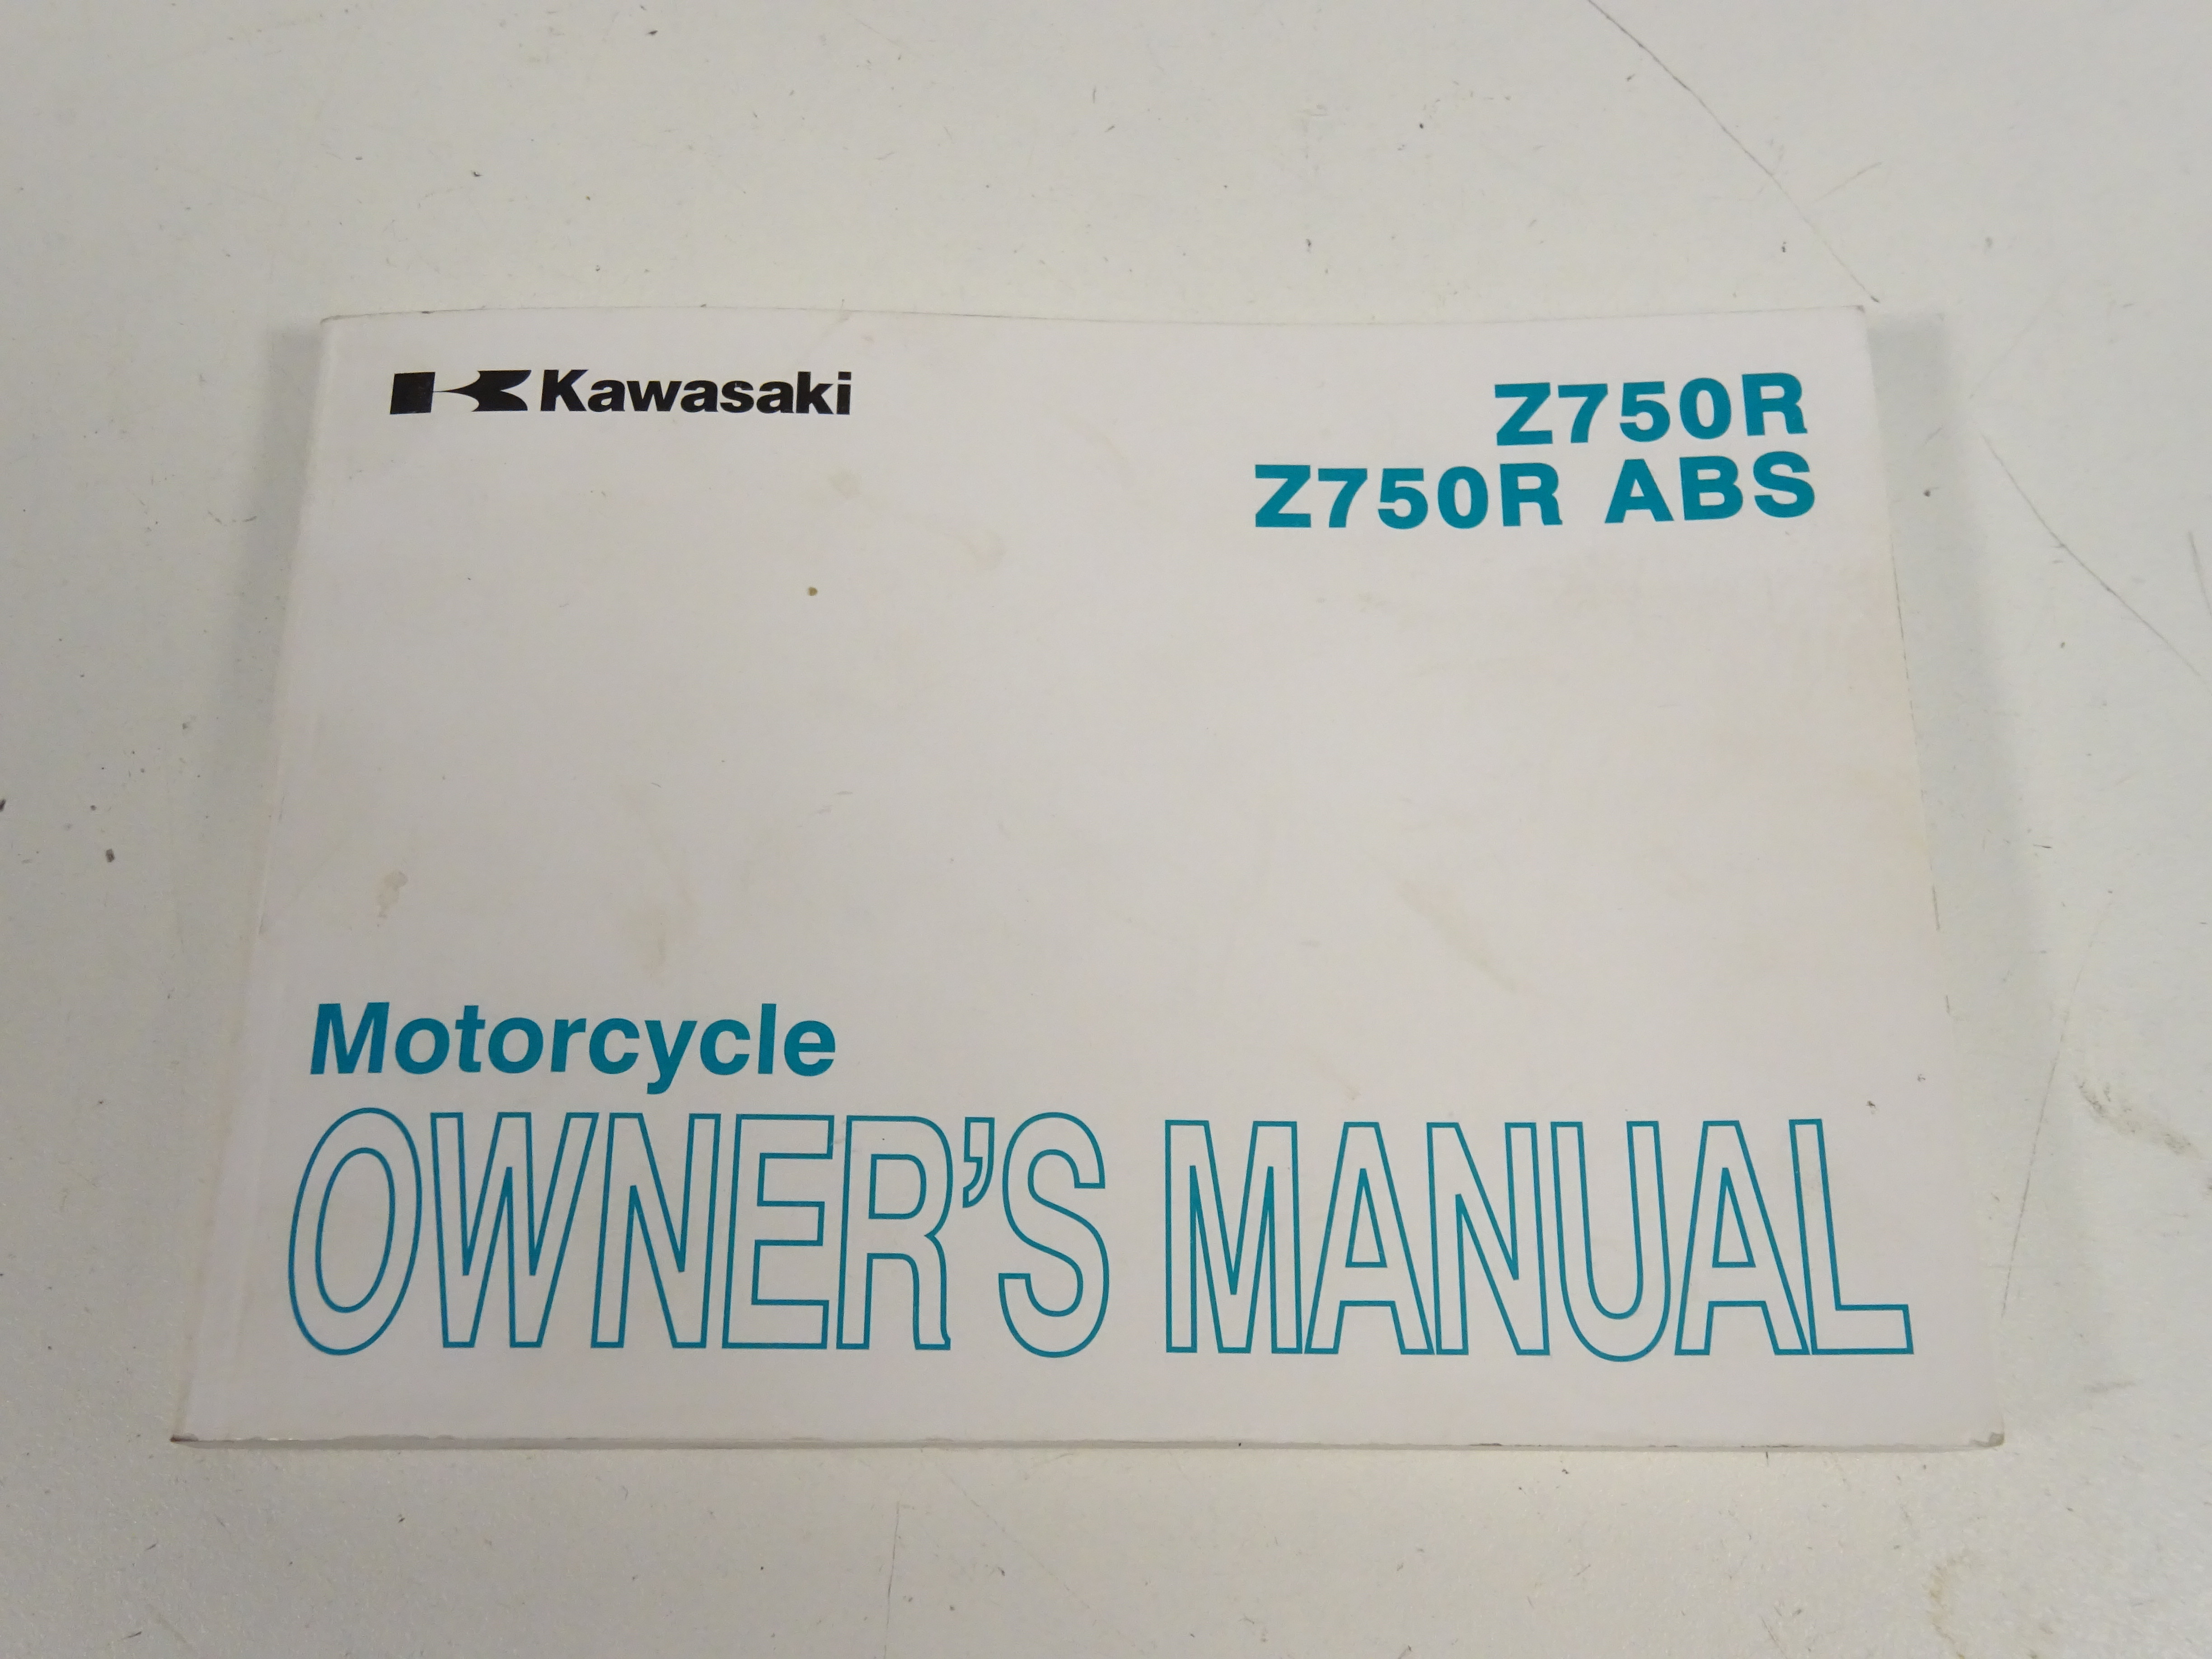 Kawasaki
Z750R
Z750R ABS
Motorcycle
OWNER'S MANUAL